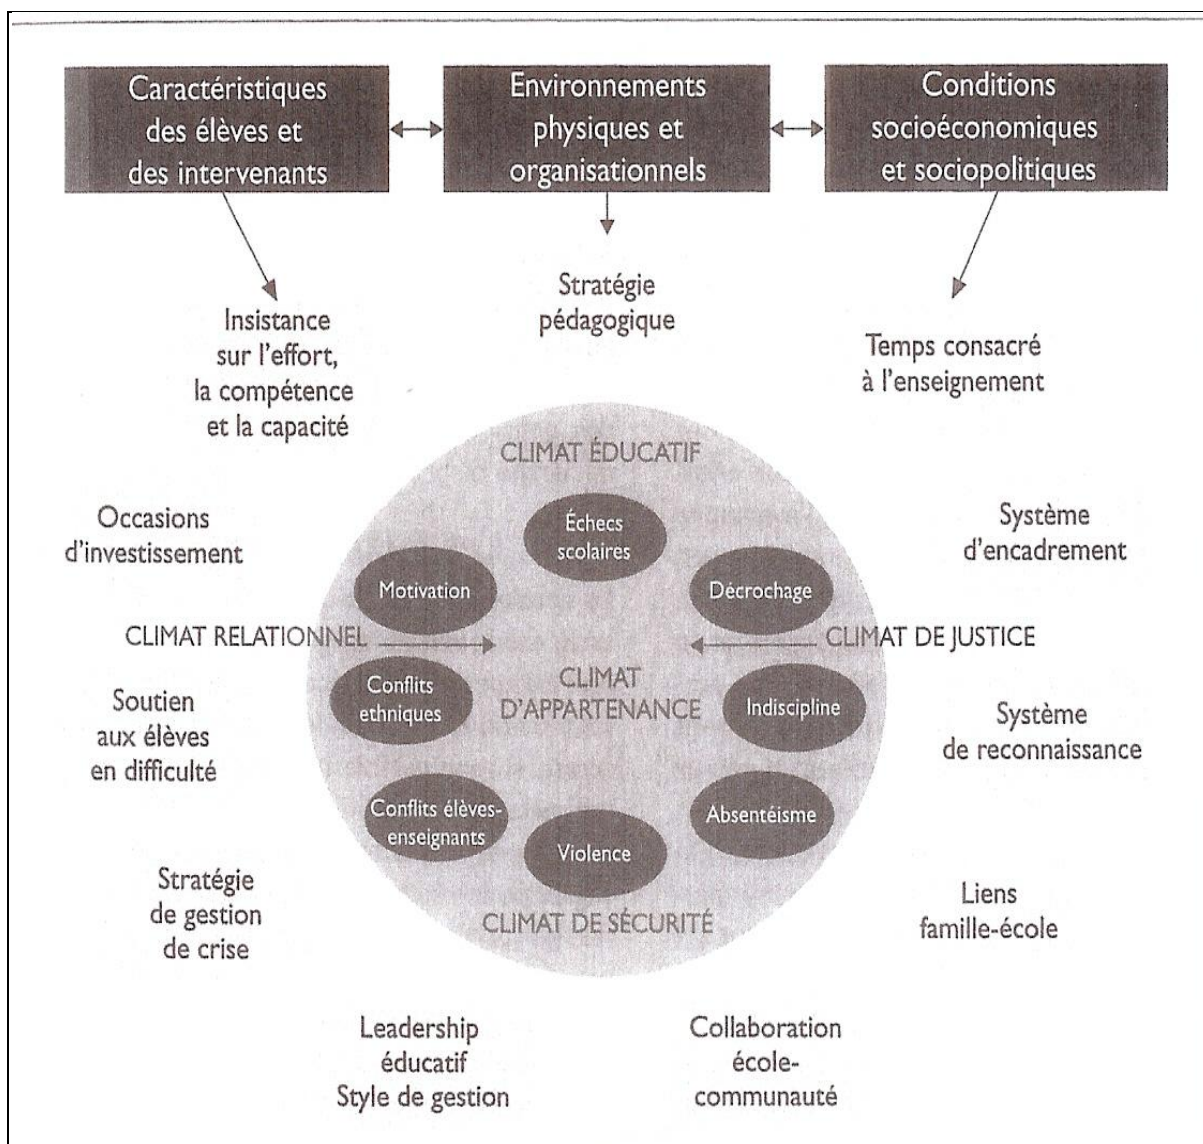 Caractéristiques
des élèves et
des intervenants
Environnements
physiques et
organisationnels
Conditions
socioéconomiques
et sociopolitiques
Insistance
sur l'effort,
la compétence
et la capacité
Stratégie
pédagogique
Temps consacré
à l'enseignement
CLIMAT ÉDUCATIF
Occasions
d'investissement
Échecs
scolaires
Système
d'encadrement
Motivation
Décrochage
CLIMAT RELATIONNEL
CLIMAT DE JUSTICE
CLIMAT
D'APPARTENANCE
Conflits
ethniques
Indiscipline
Soutien
aux élèves
en difficulté
Système
de reconnaissance
Conflits élèves-
enseignants
Violence
Absentéisme
Stratégie
de gestion
de crise
CLIMAT DE SÉCURITÉ
Liens
famille-école
Leadership
éducatif
Style de gestion
Collaboration
école-
communauté